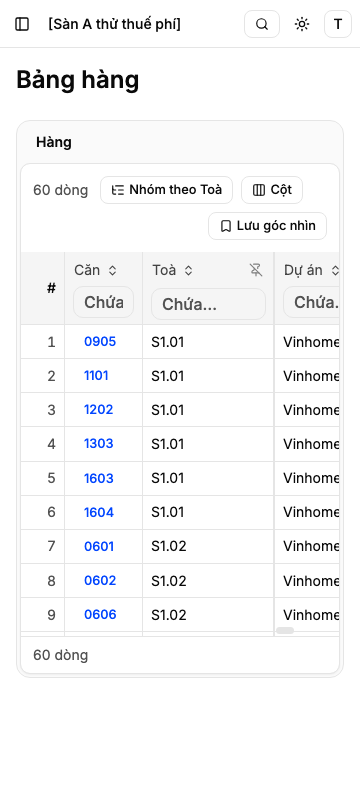 [Sàn A thử thuế phí]
T
Bảng hàng
Hàng
60 dòng
Nhóm theo Toà
Cột
Lưu góc nhìn
# Căn Toà Dự án
Chứa Chứa... Chứa.
1 0905 S1.01 Vinhome
2 1101 S1.01 Vinhome
3 1202 S1.01 Vinhome
4 1303 S1.01 Vinhome
5 1603 S1.01 Vinhome
6 1604 S1.01 Vinhome
7 0601 S1.02 Vinhome
8 0602 S1.02 Vinhome
9 0606 S1.02 Vinhome
60 dòng